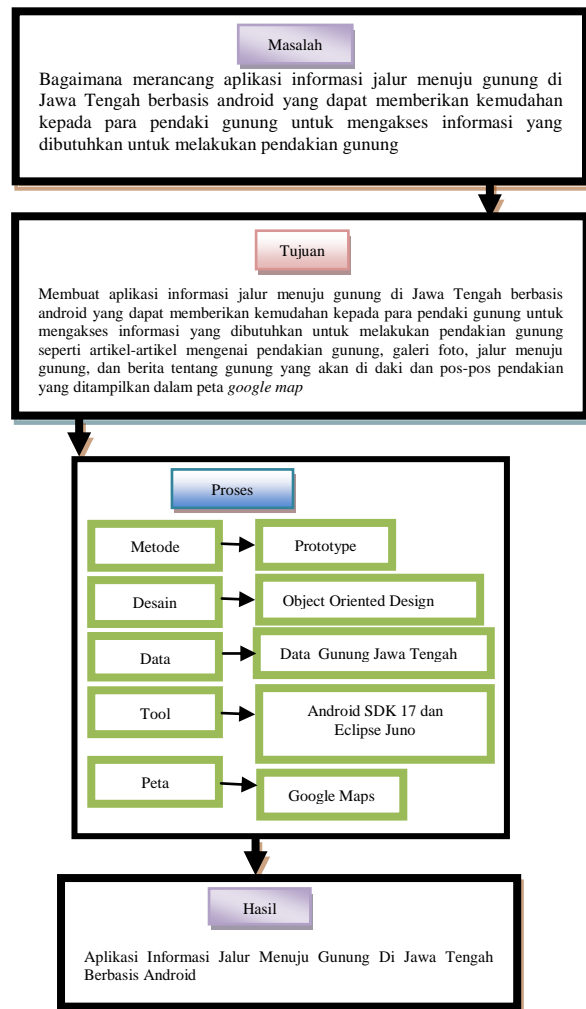 Masalah
Bagaimana merancang aplikasi informasi jalur menuju gunung di
Jawa Tengah berbasis android yang dapat memberikan kemudahan
kepada para pendaki gunung untuk mengakses informasi yang
dibutuhkan untuk melakukan pendakian gunung
Tujuan
Membuat aplikasi informasi jalur menuju gunung di Jawa Tengah berbasis
android yang dapat memberikan kemudahan kepada para pendaki gunung untuk
mengakses informasi yang dibutuhkan untuk melakukan pendakian gunung
seperti artikel-artikel mengenai pendakian gunung, galeri foto, jalur menuju
gunung, dan berita tentang gunung yang akan di daki dan pos-pos pendakian
yang ditampilkan dalam peta google map
Proses
Metode
Prototype
Desain
Object Oriented Design
Data
Data Gunung Jawa Tengah
Tool
Android SDK 17 dan
Eclipse Juno
Peta
Google Maps
Hasil
Aplikasi Informasi Jalur Menuju Gunung Di Jawa Tengah
Berbasis Android